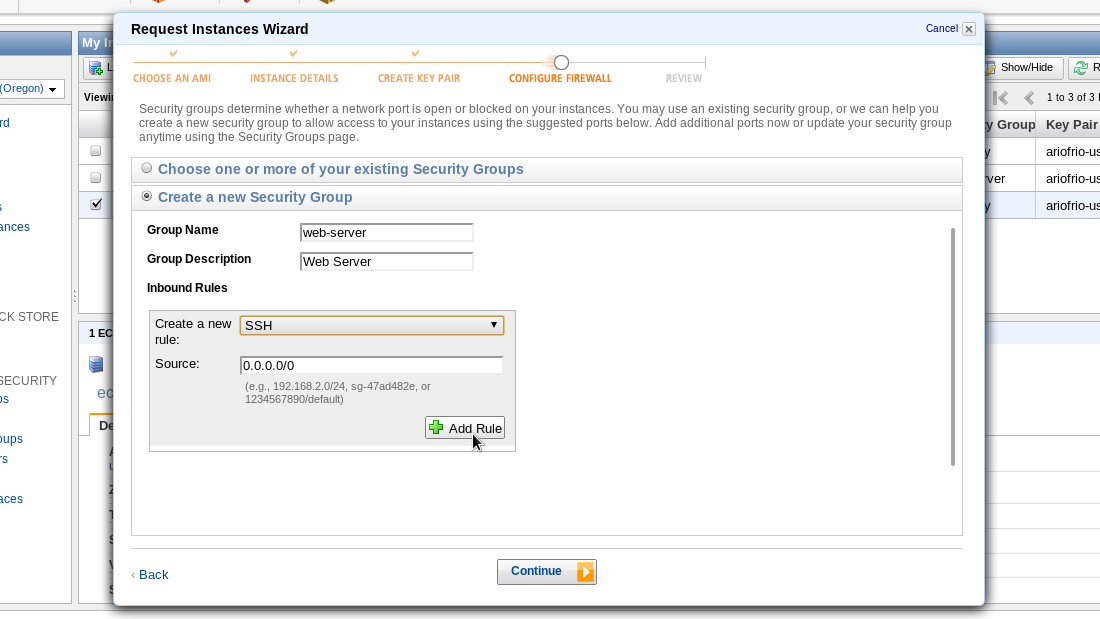 Request Instances Wizard
Cancel
My In
(Oregon)
Show/Hide
CHOOSE AN AMI
INSTANCE DETAILS
CREATE KEY PAIR
CONFIGURE FIREWALL
REVIEW
Viewin
1 to 3 of 3
Security groups determine whether a network port is open or blocked on your instances. You may use an existing security group, or we can help you
create a new security group to allow access to your instances using the suggested ports below. Add additional ports now or update your security group
anytime using the Security Groups page.
rd
y Group
Key Pair
y
ariofrio-us
rver
ariofrio-us
y
ariofrio-us
Choose one or more of your existing Security Groups
Create a new Security Group
s
ances
Group Name
web-server
Group Description
Web Server
Inbound Rules
CK STORE
Create a new
rule:
SSH
1 EC
Source:
0.0.0.0/0
(e.g., 192.168.2.0/24, sg-47ad482e, or
1234567890/default)
SECURITY
ps
ec
De
Add Rule
oups
rs
aces
Back
Continue